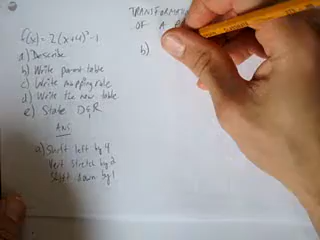 f(x)= 2(x+4)²-1
a) Describe
b) Write parent table
c) Write mapping rule
d) Write the new table
e) State D&R
Ans
a) Shift left by 4
Vert stretch by 2
Shift down by 1
OF A
b)